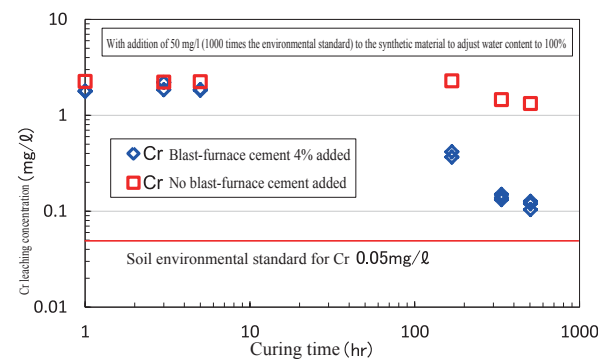 10
With addition of 50 mg/l (1000 times the environmental standard) to the synthetic material to adjust water content to 100%
1
Cr Blast-furnace cement 4% added
Cr No blast-furnace cement added
0.1
Soil environmental standard for Cr 0.05mg/ℓ
0.01
Cr leaching concentration (mg/ℓ)
1 10 100 1000
Curing time (hr)